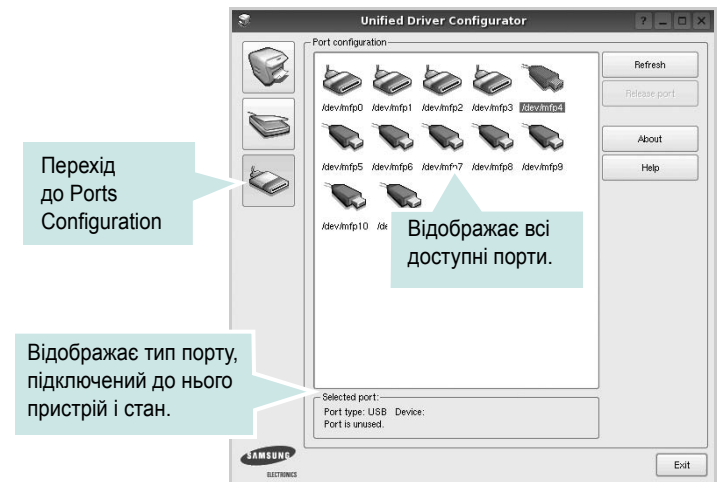 Unified Driver Configurator
Port configuration
/dev/mfp0 /dev/mfp1 /dev/mfp2 /dev/mfp3 /dev/mfp4
/dev/mfp5 /dev/mfp6 /dev/mfp7 /dev/mfp8 /dev/mfp9
/dev/mfp10
Refresh
Release port
About
Help
Перехід
до Ports
Configuration
Відображає всі
доступні порти.
Відображає тип порту,
підключений до нього
пристрій і стан.
Selected port:
Port type: USB Device:
Port is unused.
SAMSUNG
ELECTRONICS
Exit